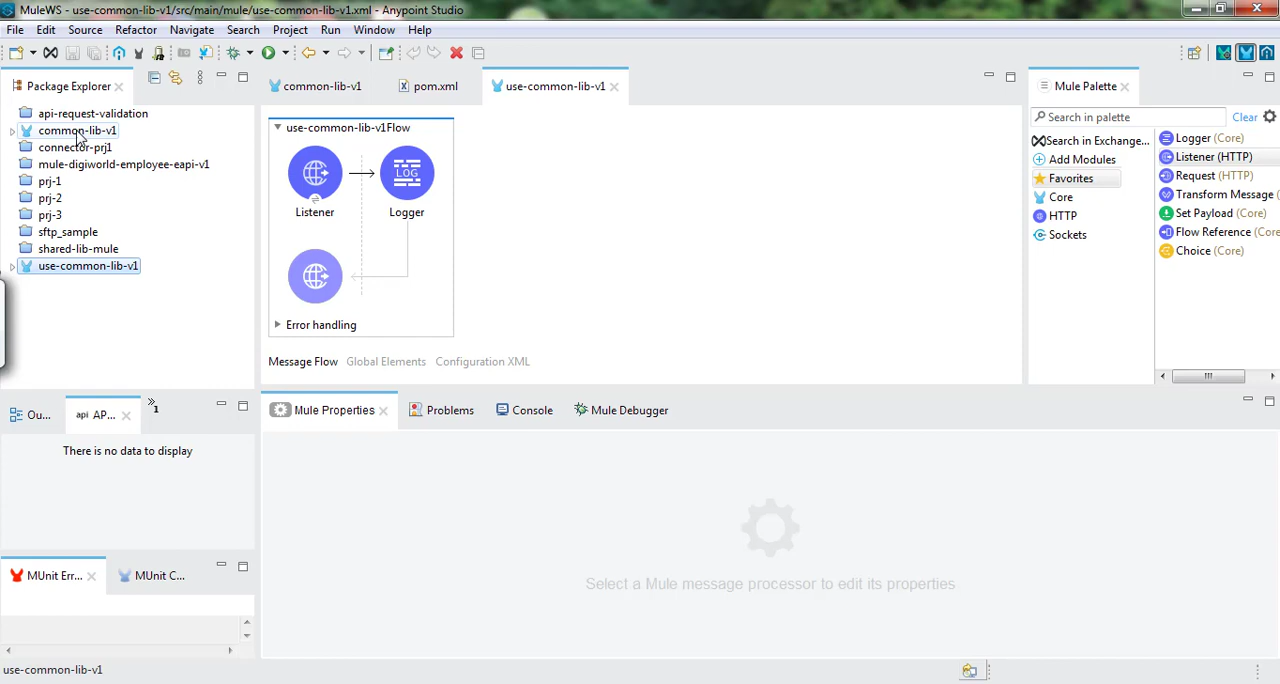 MuleWS - use-common-lib-v1/src/main/mule/use-common-lib-v1.xml - Anypoint Studio
File Edit Source Refactor Navigate Search Project Run Window Help
Package Explorer
common-lib-v1
porn.xml
use-common-lib-v1
Mule Palette
api-request-validation
common-lib-v1
connector-prj1
mule-digiworld-employee-eapi-v1
prj-1
prj-2
prj-3
sftp_sample
shared-lib-mule
use-common-lib-v1
use-common-lib-v1Flow
LOG
Listener
Logger
Error handling
Message Flow Global Elements Configuration XML
Search in palette
Clear
Search in Exchange...
Add Modules
Favorites
Core
HTTP
Sockets
Logger (Core)
Listener (HTTP)
Request (HTTP)
Transform Message
Set Payload (Core)
Flow Reference (Core
Choice (Core)
Ou...
api AP...
1
There is no data to display
Mule Properties
Problems
Console
Mule Debugger
Select a Mule message processor to edit its properties
MUnit Err...
MUnit C...
use-common-lib-v1